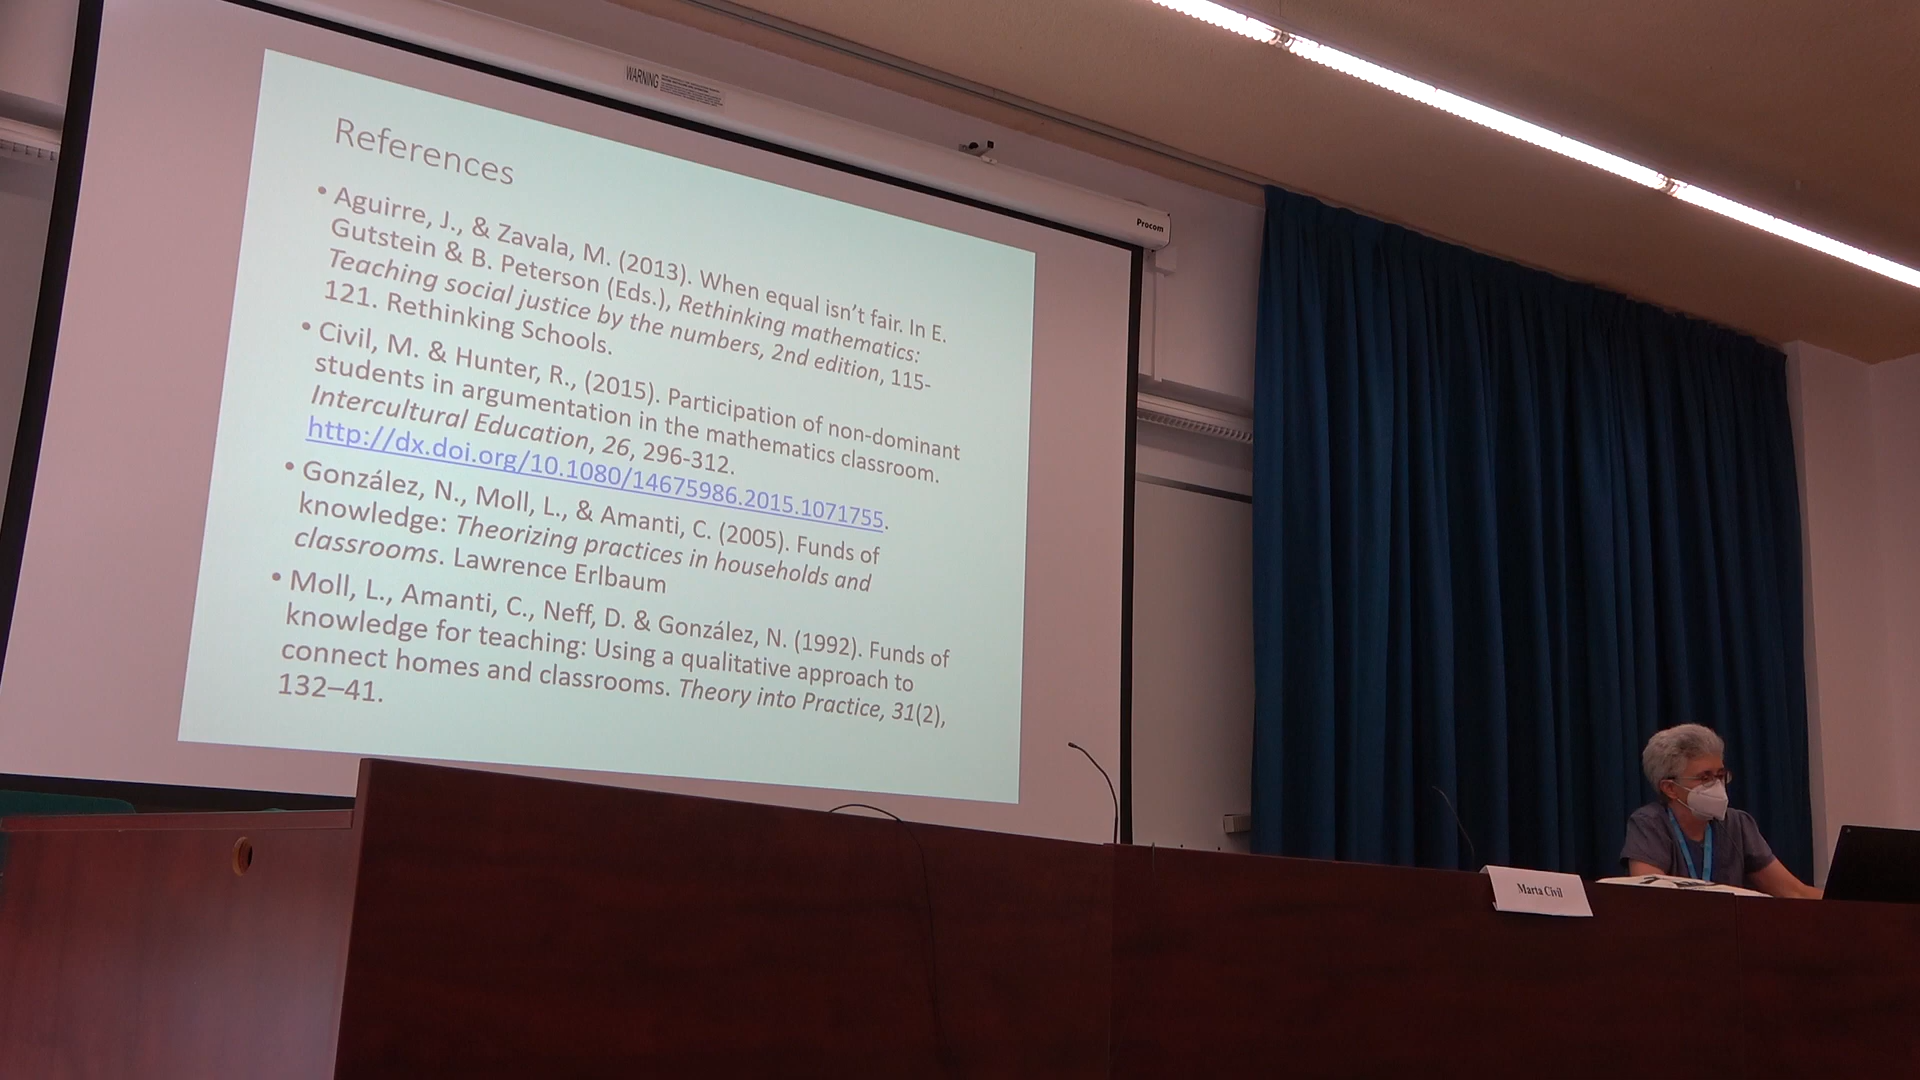 WARNING
Procom
References
• Aguirre, J., & Zavala, M. (2013). When equal isn't fair. In E.
Gutstein & B. Peterson (Eds.), Rethinking mathematics:
Teaching social justice by the numbers, 2nd edition, 115-
121. Rethinking Schools.
• Civil, M. & Hunter, R., (2015). Participation of non-dominant
students in argumentation in the mathematics classroom.
Intercultural Education, 26, 296-312.
http://dx.doi.org/10.1080/14675986.2015.1071755.
• González, N., Moll, L., & Amanti, C. (2005). Funds of
knowledge: Theorizing practices in households and
classrooms. Lawrence Erlbaum
• Moll, L., Amanti, C., Neff, D. & González, N. (1992). Funds of
knowledge for teaching: Using a qualitative approach to
connect homes and classrooms. Theory into Practice, 31(2),
132–41.
Marta Civil